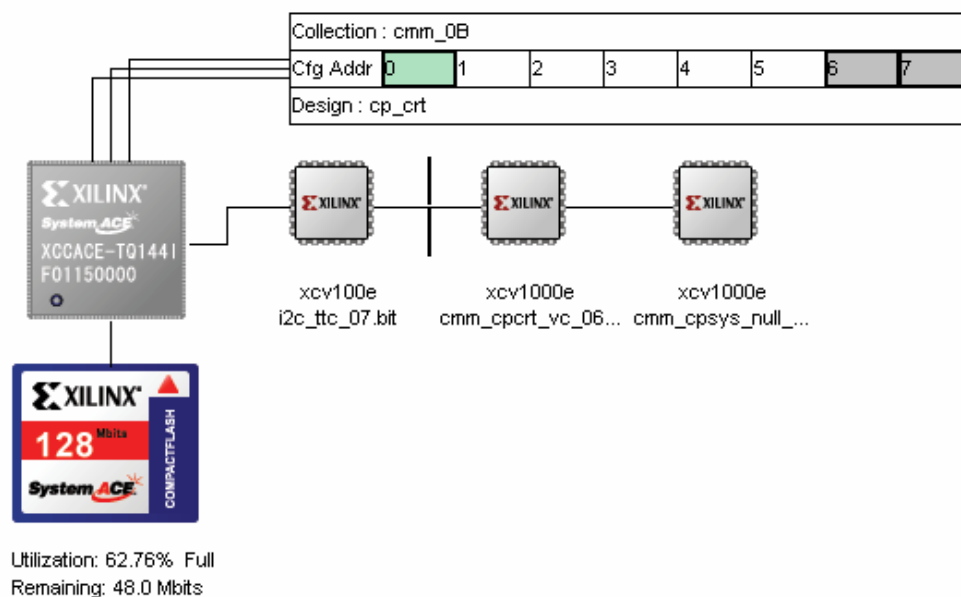 Collection : cmm_0B
Cfg Addr 0 1 2 3 4 5 6 7
Design : cp_crt
XILINX
System ACE
XCCACE-TQ144I
F01150000
XILINX XILINX XILINX
xcv100e xcv1000e xcv1000e
i2c_ttc_07.bit cmm_cpcrt_vc_06... cmm_cpsys_null_...
XILINX
128 Mbits
System ACE
COMPACTFLASH
Utilization: 62.76% Full
Remaining: 48.0 Mbits